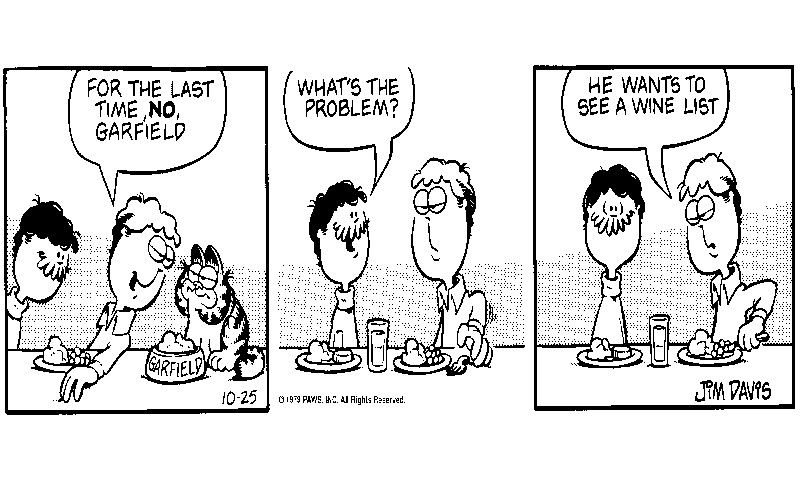 FOR THE LAST
TIME, NO,
GARFIELD
GARFIELD
10-25
WHAT'S THE
PROBLEM?
© 1979 PAWS, INC. All Rights Reserved.
HE WANTS TO
SEE A WINE LIST
JIM DAVIS